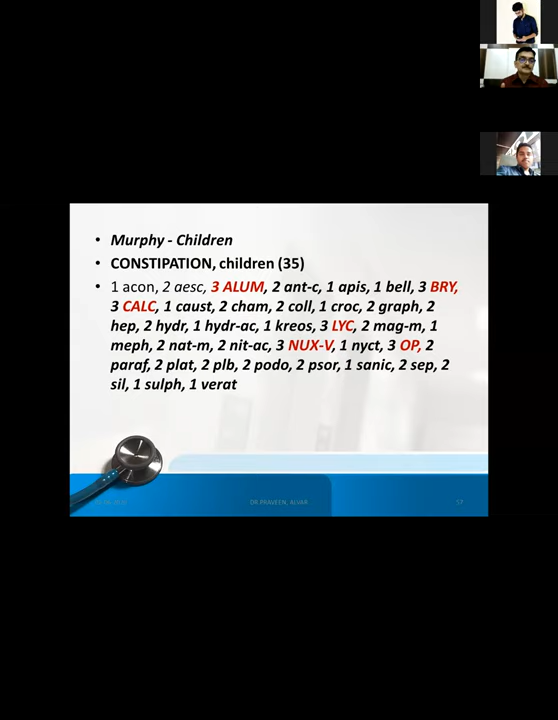 • Murphy - Children
• CONSTIPATION, children (35)
• 1 acon, 2 aesc, 3 ALUM, 2 ant-c, 1 apis, 1 bell, 3 BRY,
3 CALC, 1 caust, 2 cham, 2 coll, 1 croc, 2 graph, 2
hep, 2 hydr, 1 hydr-ac, 1 kreos, 3 LYC, 2 mag-m, 1
meph, 2 nat-m, 2 nit-ac, 3 NUX-V, 1 nyct, 3 OP, 2
paraf, 2 plat, 2 plb, 2 podo, 2 psor, 1 sanic, 2 sep, 2
sil, 1 sulph, 1 verat
DR.PRAVEEN, ALVAR
57